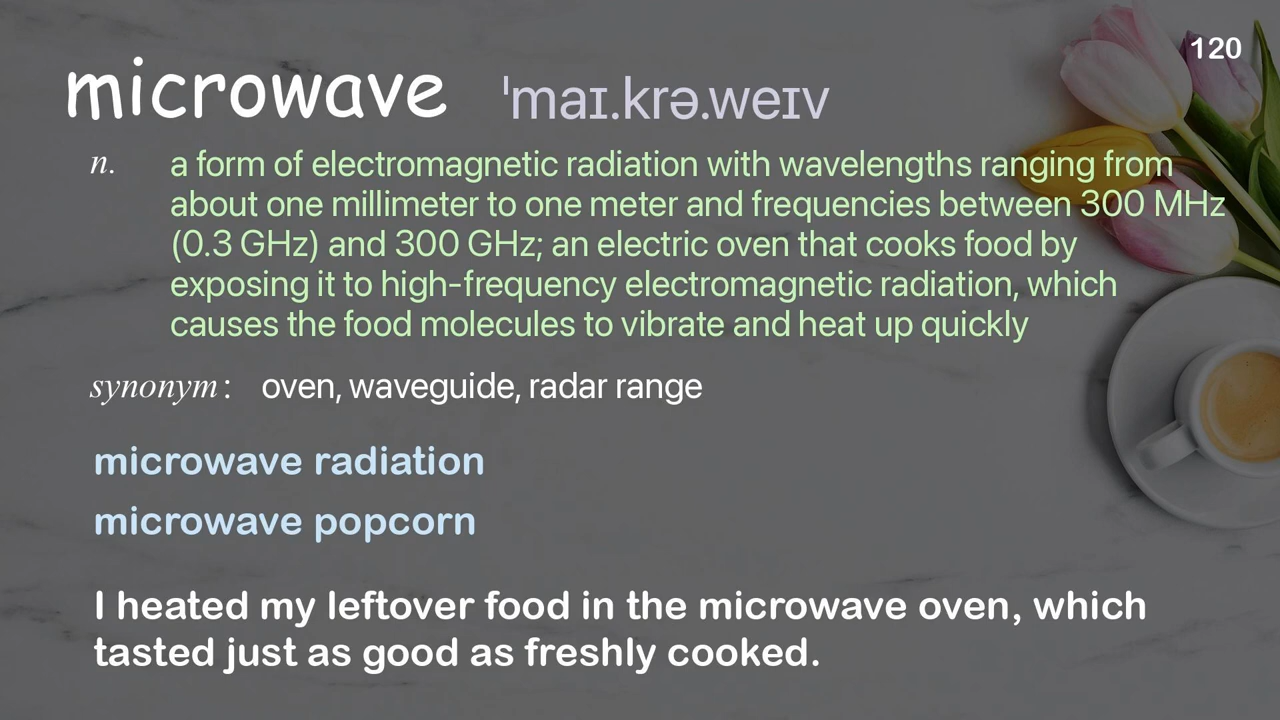 120
microwave ˈmaɪ.krə.weɪv
n. a form of electromagnetic radiation with wavelengths ranging from
about one millimeter to one meter and frequencies between 300 MHz
(0.3 GHz) and 300 GHz; an electric oven that cooks food by
exposing it to high-frequency electromagnetic radiation, which
causes the food molecules to vibrate and heat up quickly
synonym: oven, waveguide, radar range
microwave radiation
microwave popcorn
I heated my leftover food in the microwave oven, which
tasted just as good as freshly cooked.